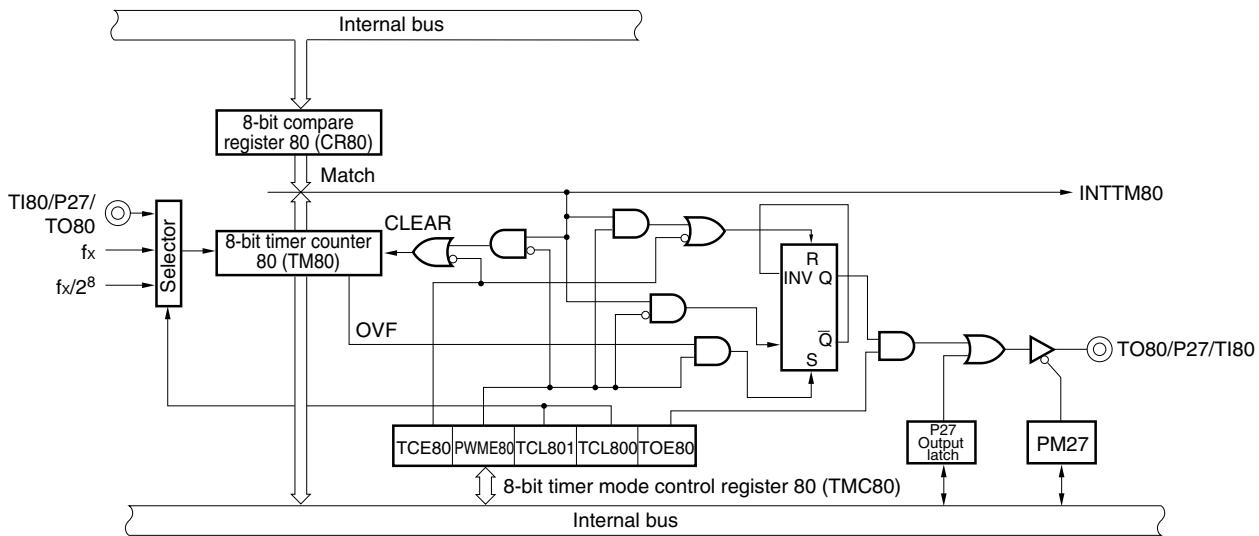 Internal bus
8-bit compare
register 80 (CR80)
Match
INTTM80
TI80/P27/
TO80
fx
fx/2⁸
Selector
8-bit timer counter
80 (TM80)
CLEAR
OVF
R
INV Q
Q̅
S
TO80/P27/TI80
TCE80 PWME80 TCL801 TCL800 TOE80
P27
Output
latch
PM27
8-bit timer mode control register 80 (TMC80)
Internal bus